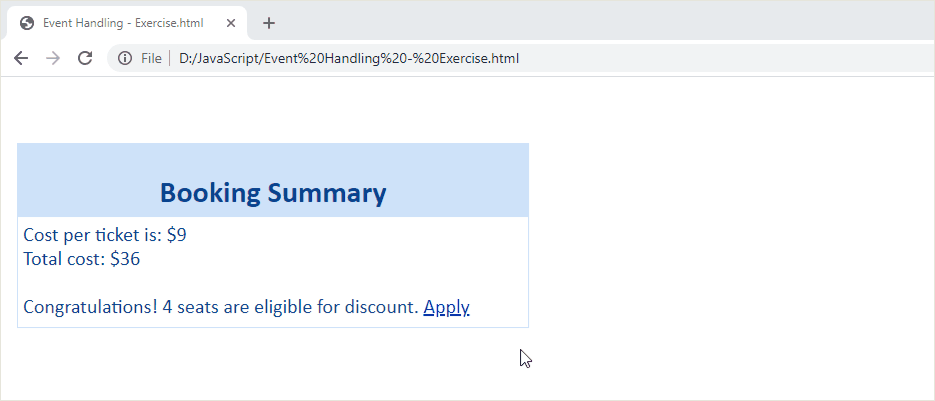 Event Handling - Exercise.html
File | D:/JavaScript/Event%20Handling%20-%20Exercise.html
Booking Summary
Cost per ticket is: $9
Total cost: $36
Congratulations! 4 seats are eligible for discount. Apply